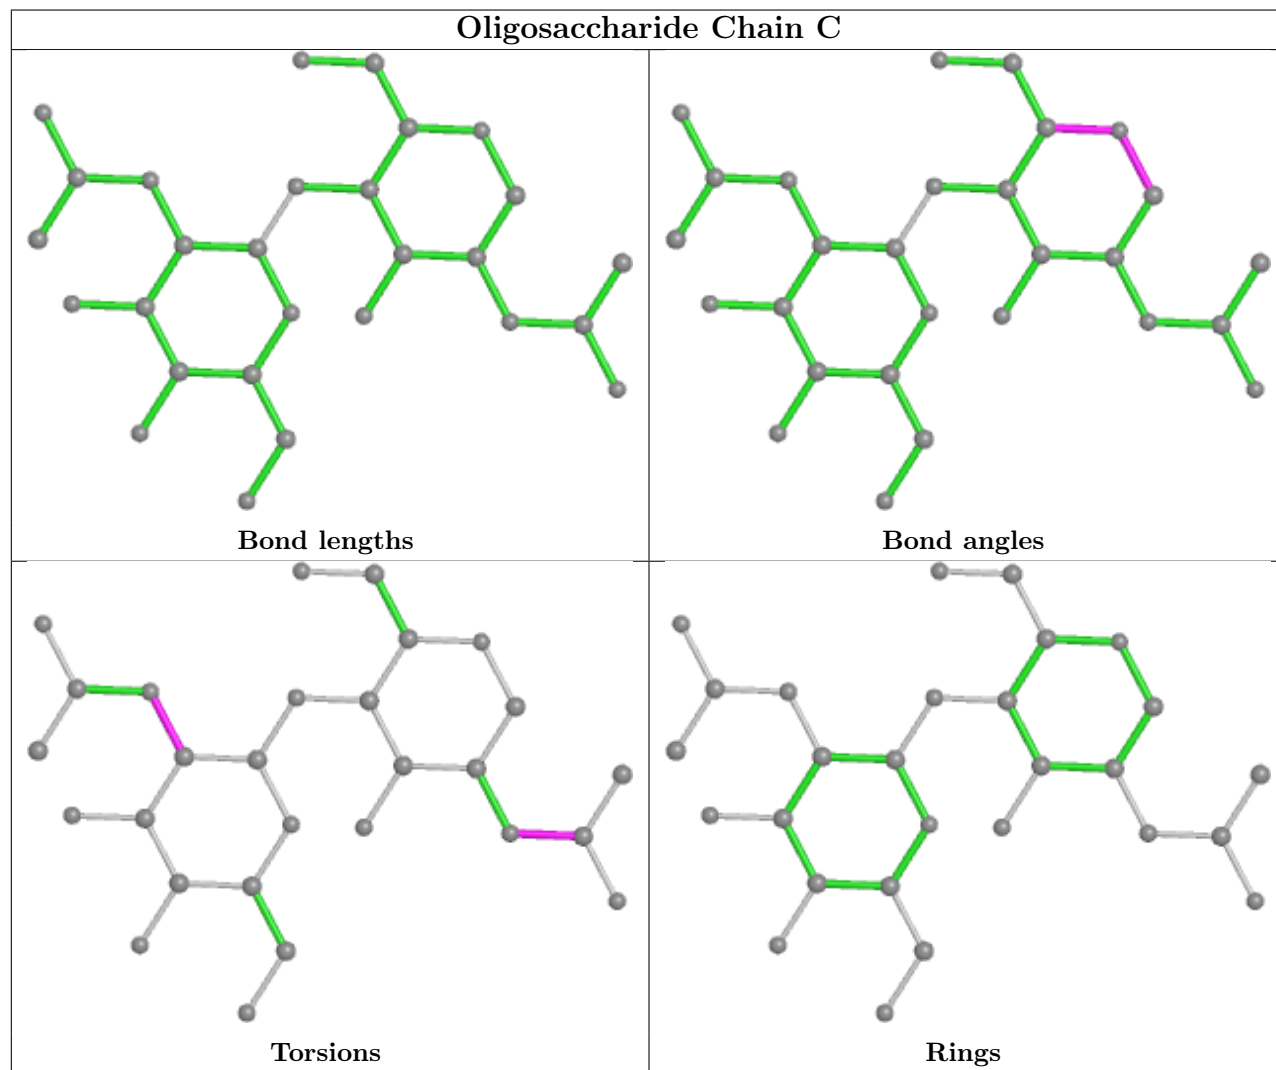 Oligosaccharide Chain C
Bond lengths
Bond angles
Torsions
Rings